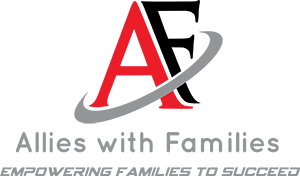 AF
Allies with Families
EMPOWERING FAMILIES TO SUCCEED